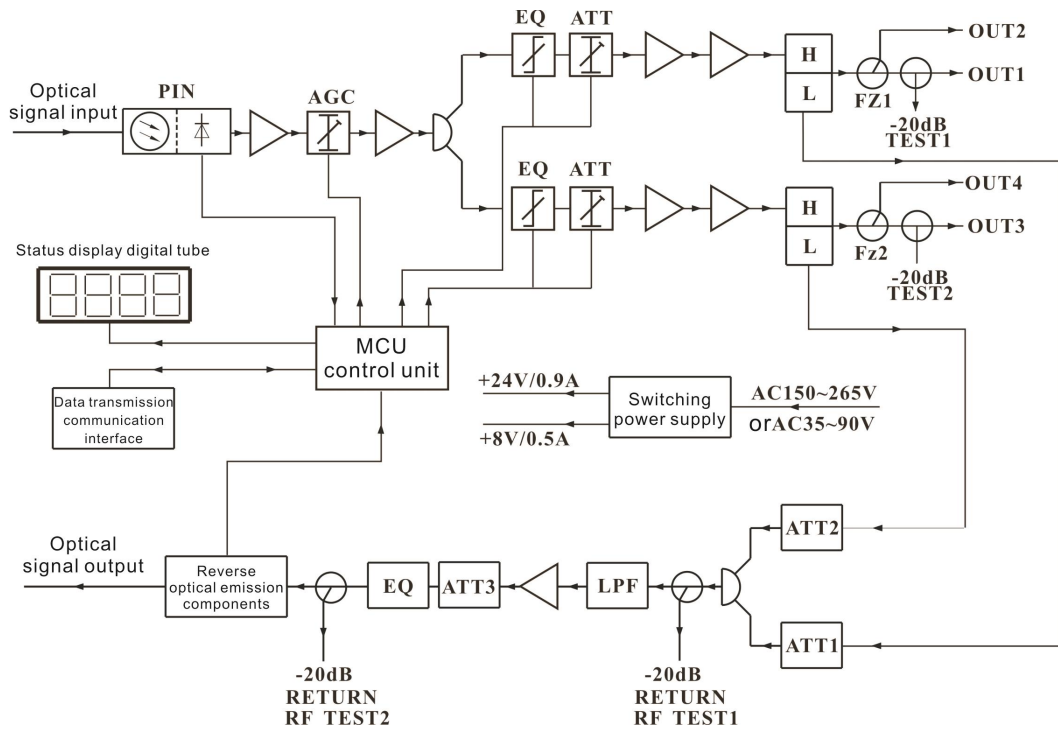 EQ
ATT
OUT2
H
Optical
signal input
PIN
AGC
L
FZ1
OUT1
-20dB
TEST1
EQ
ATT
OUT4
H
L
Fz2
OUT3
-20dB
TEST2
Status display digital tube
MCU
control unit
Data transmission
communication
interface
+24V/0.9A
+8V/0.5A
Switching
power supply
AC150~265V
orAC35~90V
ATT2
Optical
signal output
Reverse
optical emission
components
EQ
ATT3
LPF
ATT1
-20dB
RETURN
RF TEST2
-20dB
RETURN
RF TEST1